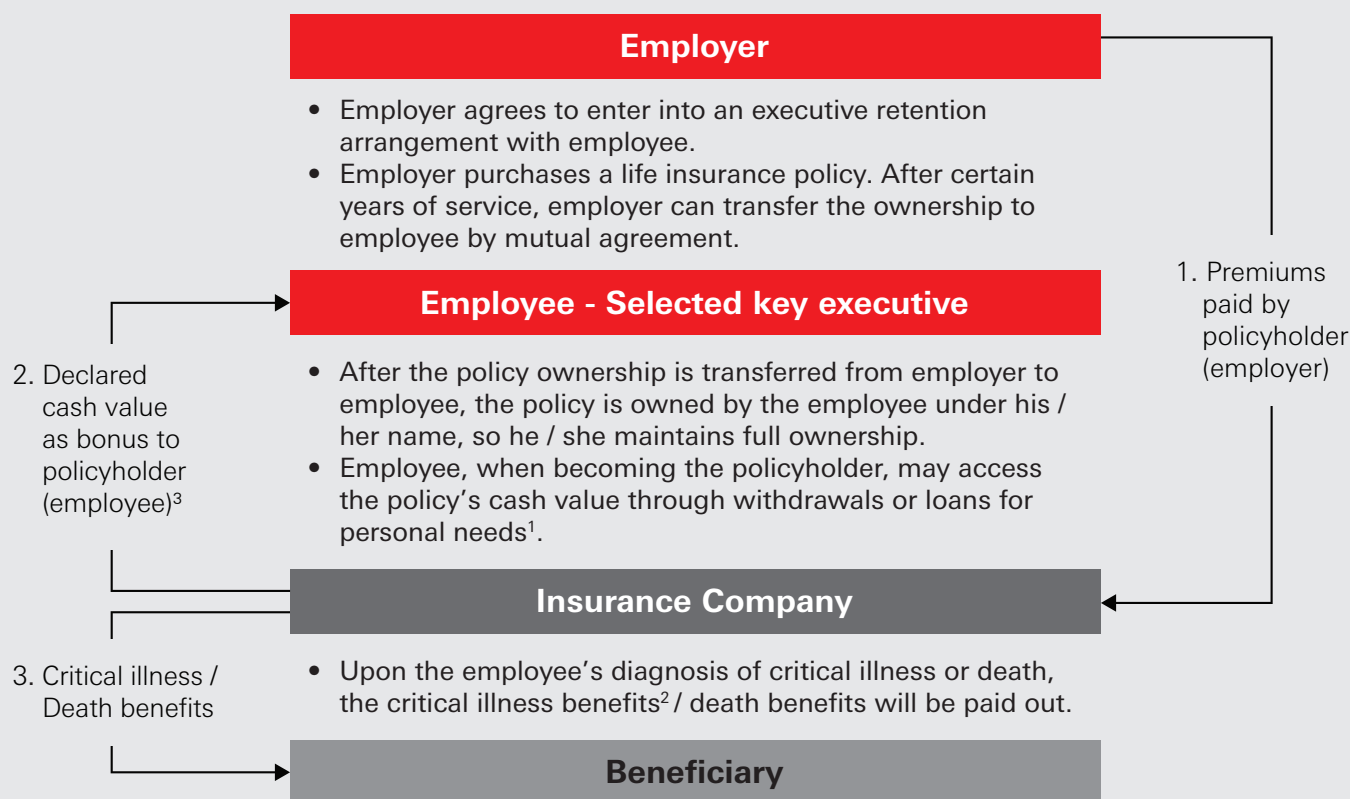 Employer
• Employer agrees to enter into an executive retention
arrangement with employee.
• Employer purchases a life insurance policy. After certain
years of service, employer can transfer the ownership to
employee by mutual agreement.
1. Premiums
paid by
policyholder
(employer)
Employee - Selected key executive
2. Declared
cash value
as bonus to
policyholder
(employee)³
• After the policy ownership is transferred from employer to
employee, the policy is owned by the employee under his /
her name, so he / she maintains full ownership.
• Employee, when becoming the policyholder, may access
the policy’s cash value through withdrawals or loans for
personal needs¹.
Insurance Company
3. Critical illness /
Death benefits
• Upon the employee’s diagnosis of critical illness or death,
the critical illness benefits² / death benefits will be paid out.
Beneficiary